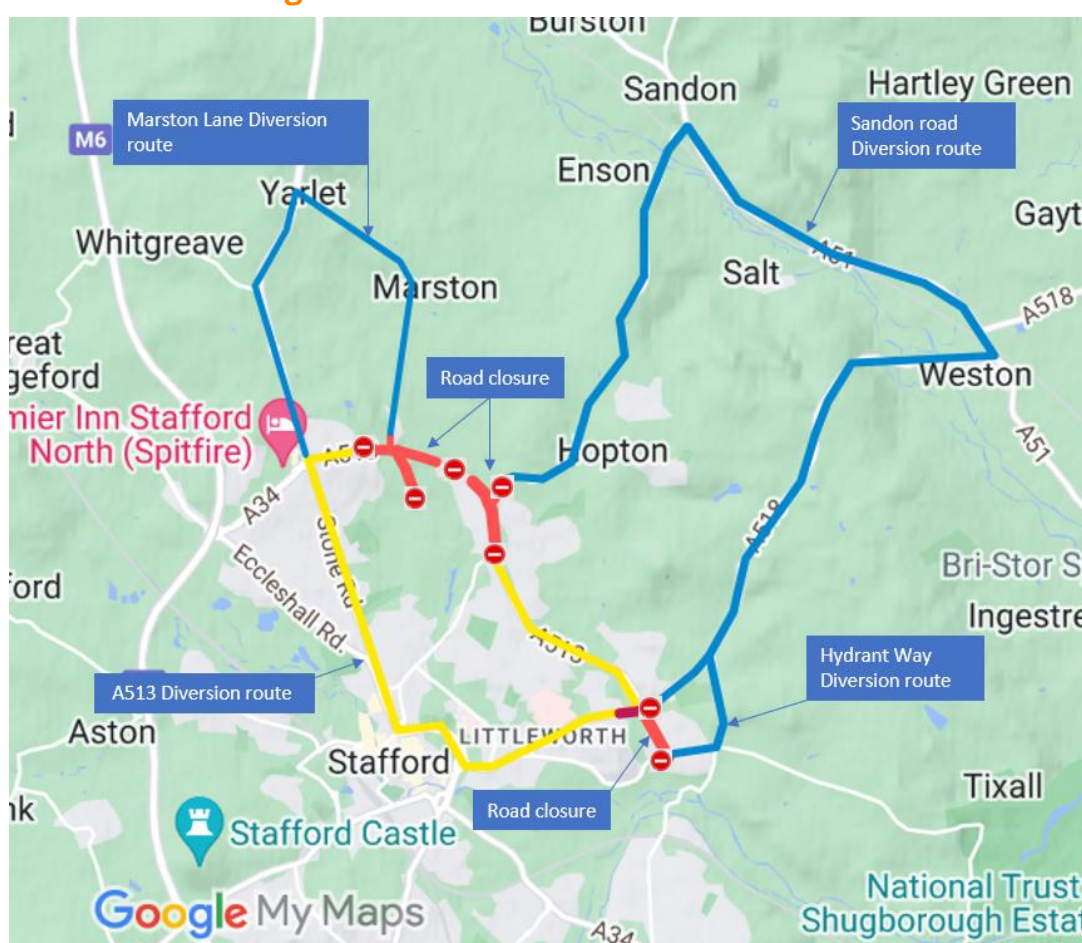 Burston
Sandon
Hartley Green
Marston Lane Diversion
route
Sandon road
Diversion route
M6
Enson
Yarlet
Gayt
Whitgreave
A51
Salt
Marston
A518
reat
geford
Road closure
Weston
mier Inn Stafford
North (Spitfire)
Hopton
A51
A34
Stone Rd
A518
Eccleshall Rd.
Bri-Stor S
ford
Ingestre
A513
Hydrant Way
Diversion route
A513 Diversion route
Aston
LITTLEWORTH
Stafford
Tixall
Road closure
nk
Stafford Castle
National Trust
Shugborough Estat
Google My Maps
A34